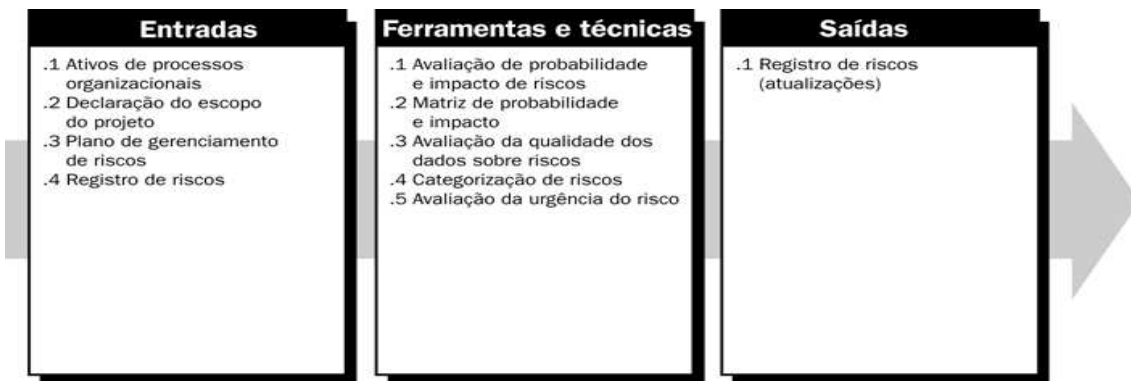 Entradas
.1 Ativos de processos
organizacionais
.2 Declaração do escopo
do projeto
.3 Plano de gerenciamento
de riscos
.4 Registro de riscos
Ferramentas e técnicas
.1 Avaliação de probabilidade
e impacto de riscos
.2 Matriz de probabilidade
e impacto
.3 Avaliação da qualidade dos
dados sobre riscos
.4 Categorização de riscos
.5 Avaliação da urgência do risco
Saídas
.1 Registro de riscos
(atualizações)